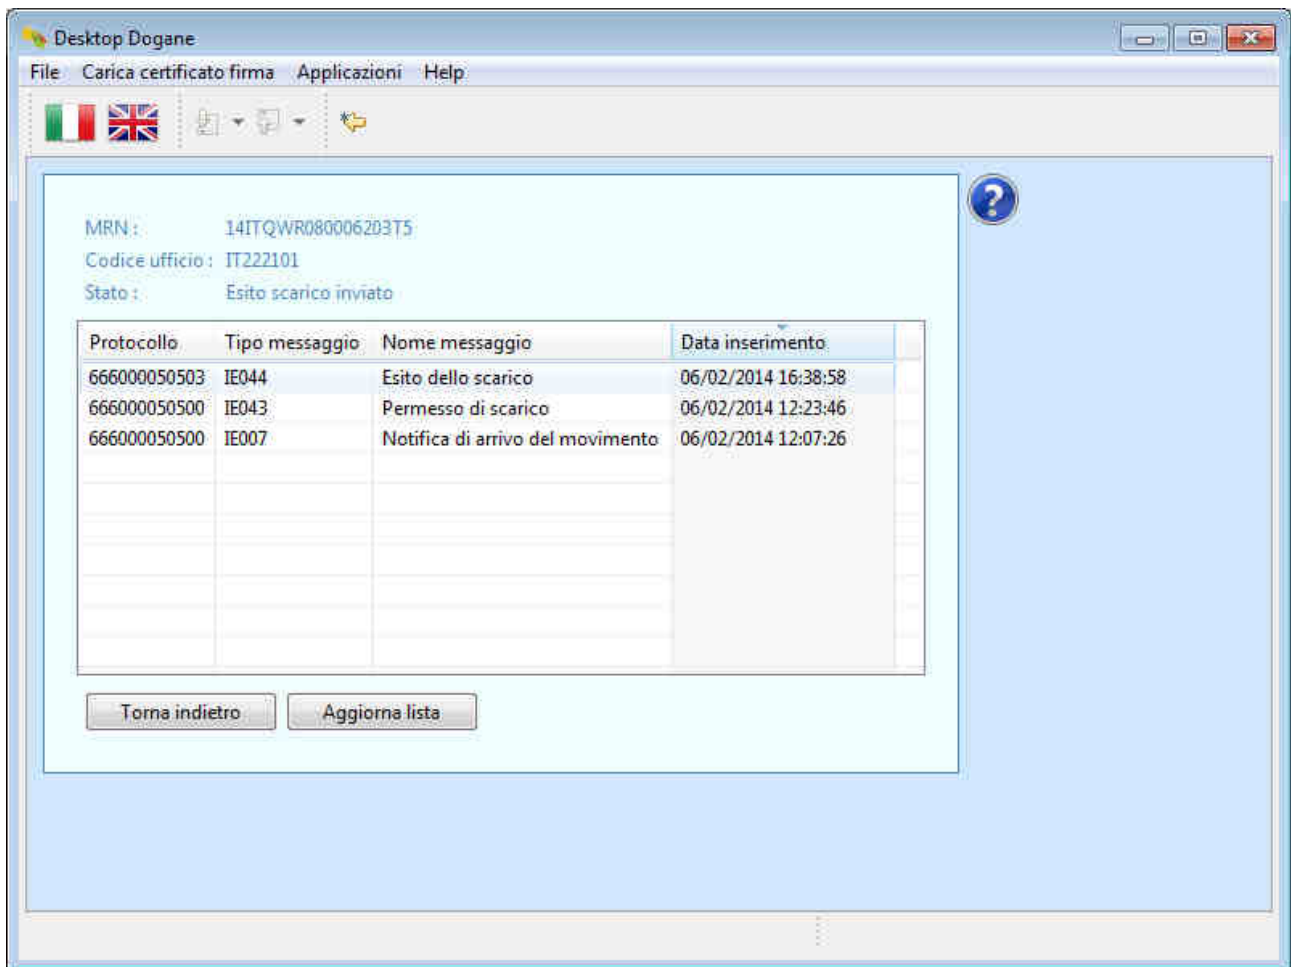 Desktop Dogane
File Carica certificato firma Applicazioni Help
MRN : 14ITQWR080006203T5
Codice ufficio : IT222101
Stato : Esito scarico inviato
Protocollo Tipo messaggio Nome messaggio Data inserimento
666000050503 IE044 Esito dello scarico 06/02/2014 16:38:58
666000050500 IE043 Permesso di scarico 06/02/2014 12:23:46
666000050500 IE007 Notifica di arrivo del movimento 06/02/2014 12:07:26
Torna indietro Aggiorna lista